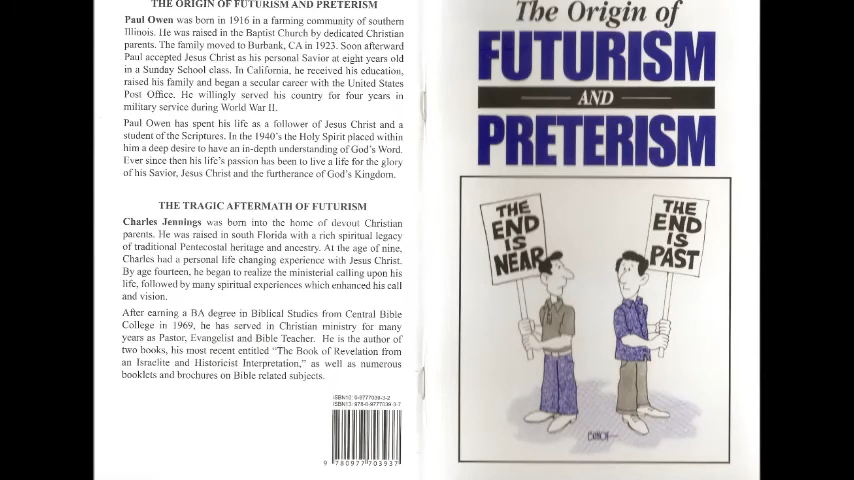 THE ORIGIN OF FUTURISM AND PRETERISM
Paul Owen was born in 1916 in a farming community of southern
Illinois. He was raised in the Baptist Church by dedicated Christian
parents. The family moved to Burbank, CA in 1923. Soon afterward
Paul accepted Jesus Christ as his personal Savior at eight years old
in a Sunday School class. In California, he received his education,
raised his family and began a secular career with the United States
Post Office. He willingly served his country for four years in
military service during World War II.
Paul Owen has spent his life as a follower of Jesus Christ and a
student of the Scriptures. In the 1940's the Holy Spirit placed within
him a deep desire to have an in-depth understanding of God's Word.
Ever since then his life's passion has been to live a life for the glory
of his Savior, Jesus Christ and the furtherance of God's Kingdom.
THE TRAGIC AFTERMATH OF FUTURISM
Charles Jennings was born into the home of devout Christian
parents. He was raised in south Florida with a rich spiritual legacy
of traditional Pentecostal heritage and ancestry. At the age of nine,
Charles had a personal life changing experience with Jesus Christ.
By age fourteen, he began to realize the ministerial calling upon his
life, followed by many spiritual experiences which enhanced his call
and vision.
After earning a BA degree in Biblical Studies from Central Bible
College in 1969, he has served in Christian ministry for many
years as Pastor, Evangelist and Bible Teacher. He is the author of
two books, his most recent entitled "The Book of Revelation from
an Israelite and Historicist Interpretation," as well as numerous
booklets and brochures on Bible related subjects.
ISBN10: 0-9777039-3-2
ISBN13: 978-0-9777039-3-7
9 780977 703937
The Origin of
FUTURISM
AND
PRETERISM
THE
END
IS
NEAR
THE
END
IS
PAST